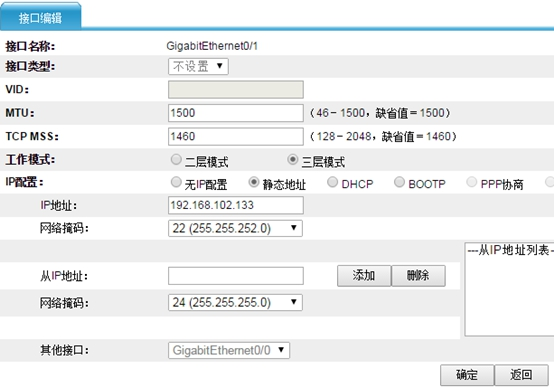 接口编辑
接口名称： GigabitEthernet0/1
接口类型： 不设置
VID：
MTU： 1500 （46－1500，缺省值＝1500）
TCP MSS： 1460 （128－2048，缺省值＝1460）
工作模式： 二层模式 三层模式
IP配置： 无IP配置 静态地址 DHCP BOOTP PPP协商
IP地址： 192.168.102.133
网络掩码： 22 (255.255.252.0)
---从IP地址列表-
从IP地址： 添加 删除
网络掩码： 24 (255.255.255.0)
其他接口： GigabitEthernet0/0
确定 返回